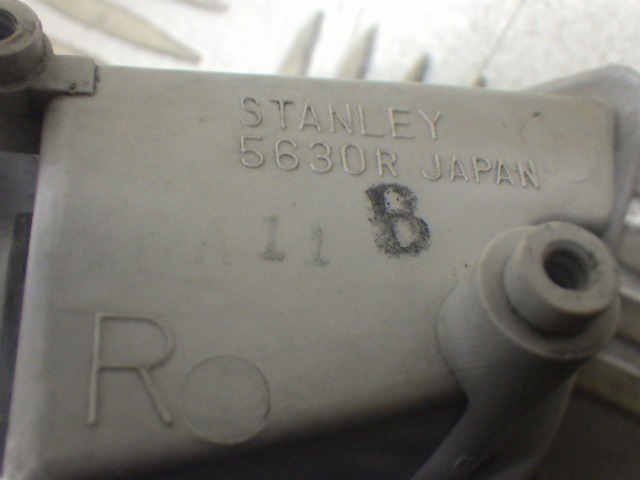 STANLEY
5630R JAPAN
A11 B
R